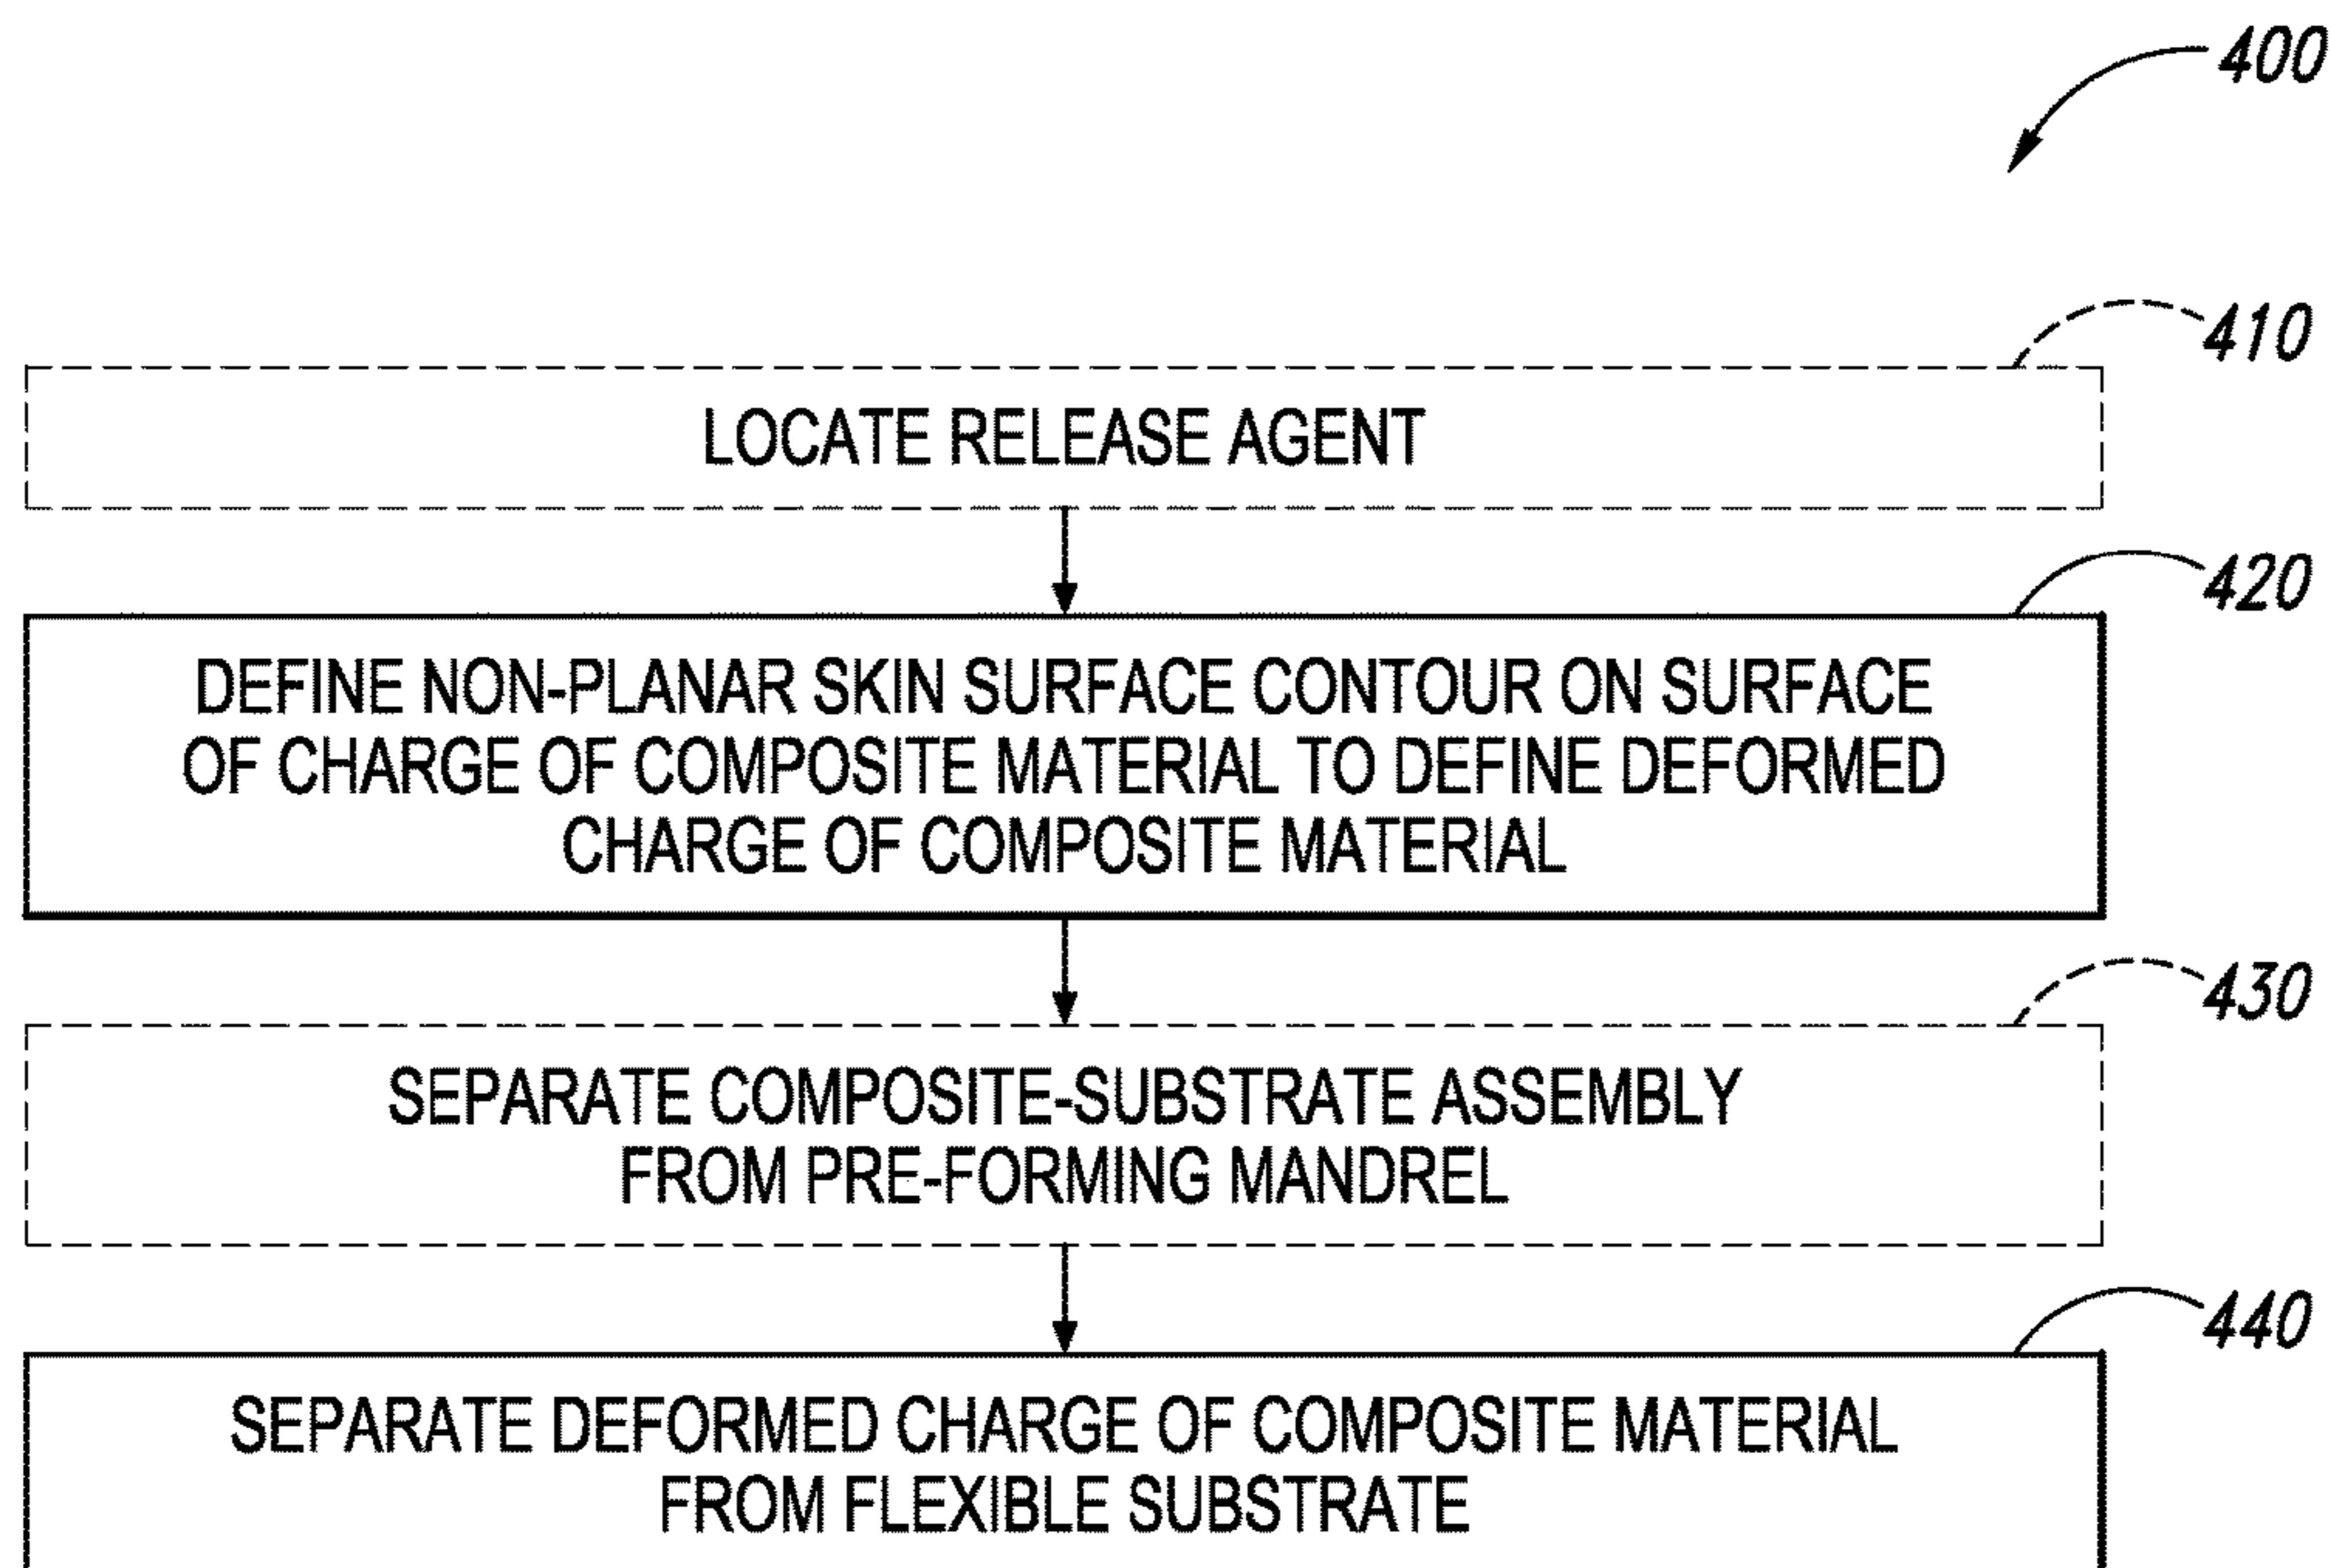 400
410
LOCATE RELEASE AGENT
420
DEFINE NON-PLANAR SKIN SURFACE CONTOUR ON SURFACE
OF CHARGE OF COMPOSITE MATERIAL TO DEFINE DEFORMED
CHARGE OF COMPOSITE MATERIAL
430
SEPARATE COMPOSITE-SUBSTRATE ASSEMBLY
FROM PRE-FORMING MANDREL
440
SEPARATE DEFORMED CHARGE OF COMPOSITE MATERIAL
FROM FLEXIBLE SUBSTRATE